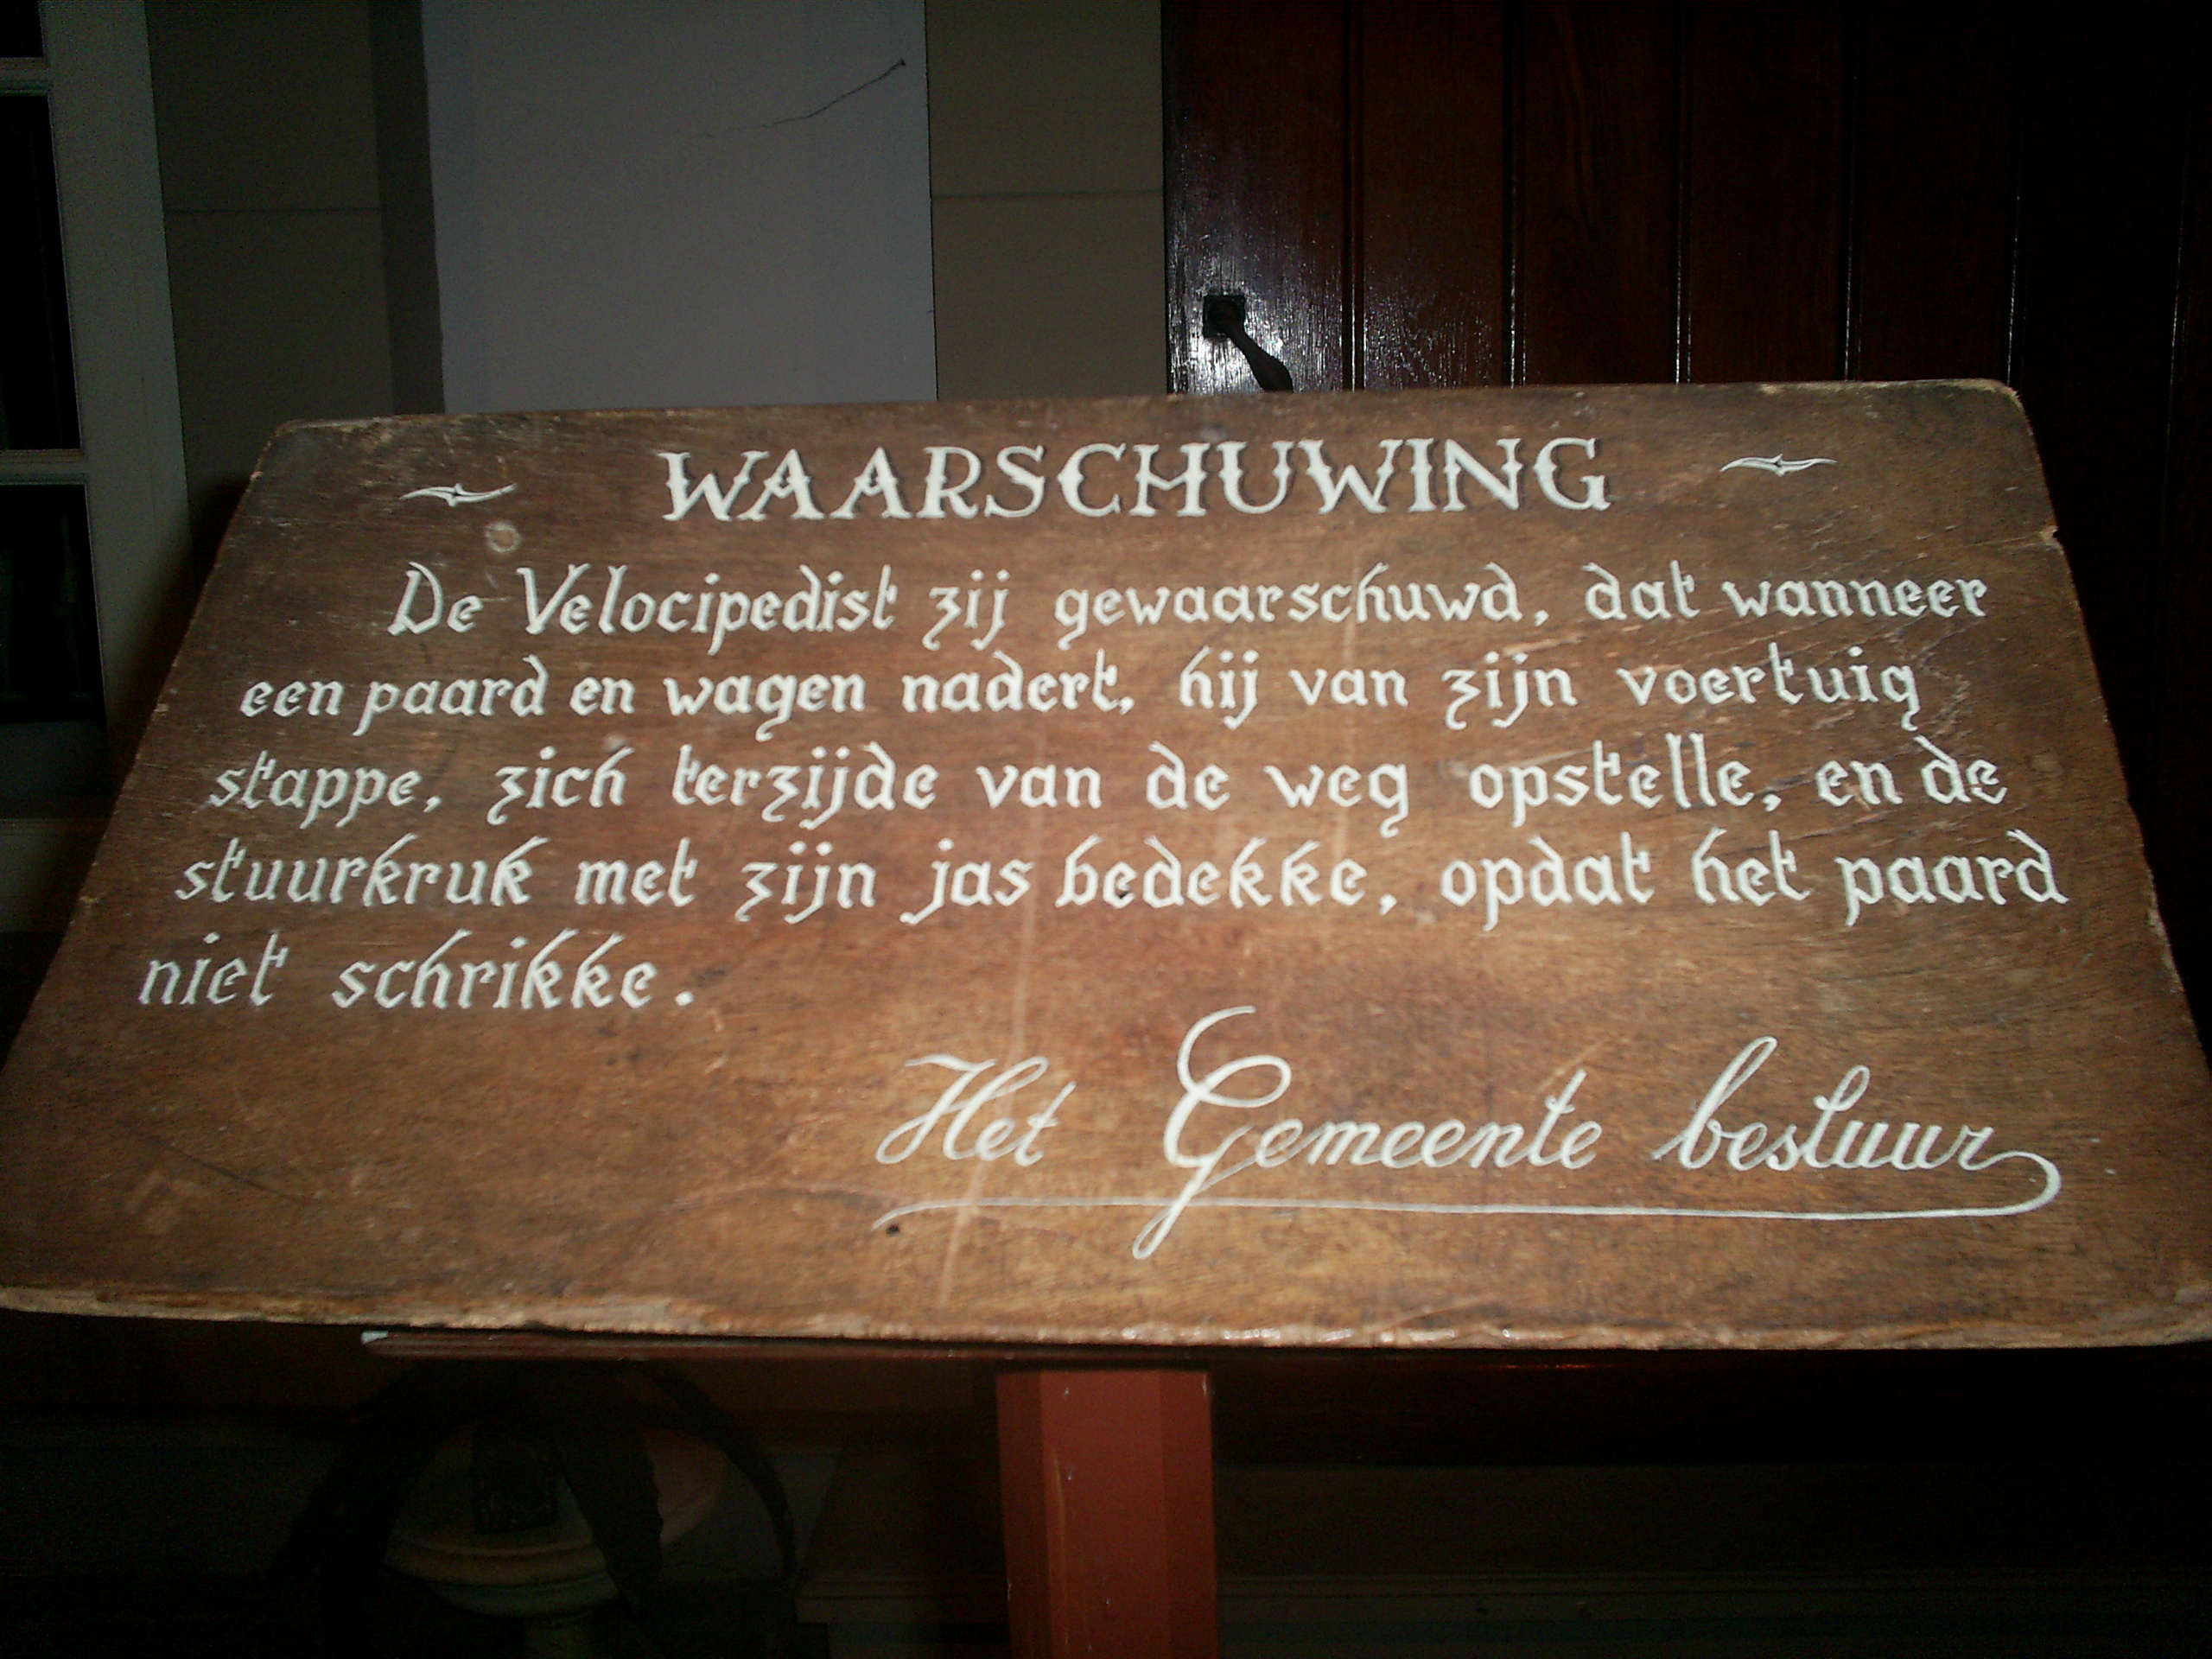 WAARSCHUWING
De Velocipedist zij gewaarschuwd, dat wanneer
een paard en wagen nadert, hij van zijn voertuig
stappe, zich terzijde van de weg opstelle, en de
stuurkruk met zijn jas bedekke, opdat het paard
niet schrikke.
Het Gemeente bestuur